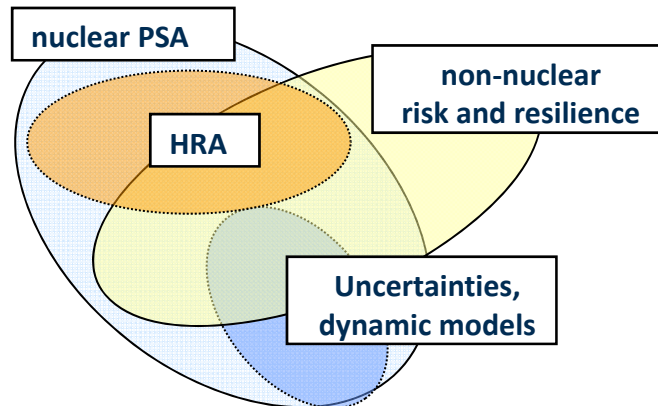 nuclear PSA
non-nuclear
risk and resilience
HRA
Uncertainties,
dynamic models